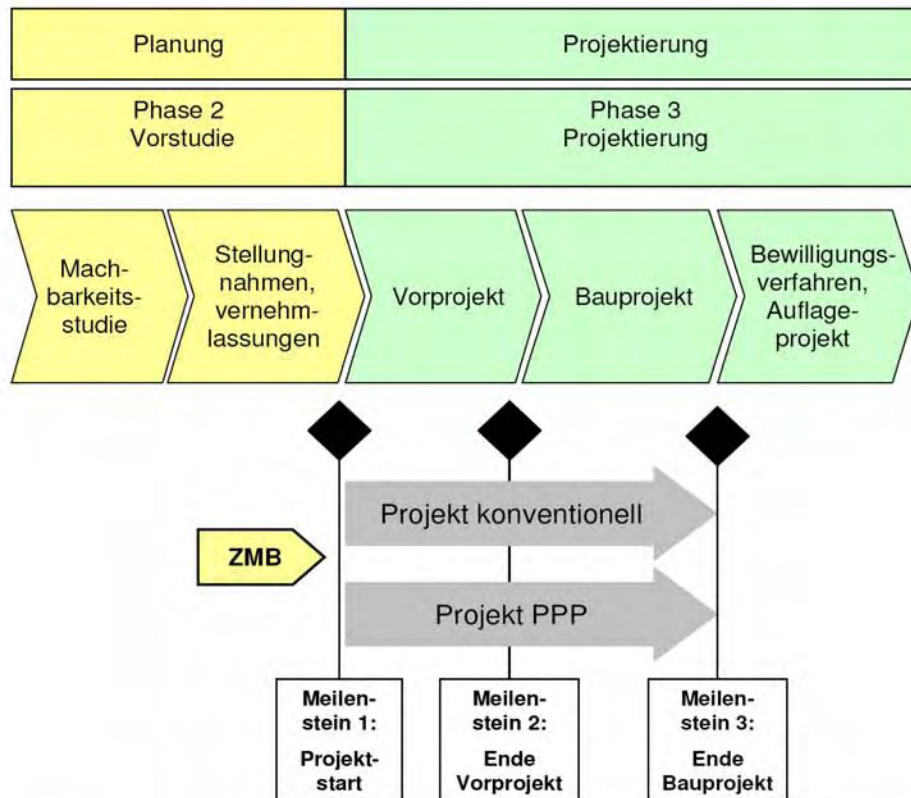 Planung
Projektierung
Phase 2
Vorstudie
Phase 3
Projektierung
Mach-
barkeits-
studie
Stellung-
nahmen,
vernehm-
lassungen
Vorprojekt
Bauprojekt
Bewilligungs-
verfahren,
Auflage-
projekt
Projekt konventionell
ZMB
Projekt PPP
Meilen-
stein 1:
Projekt-
start
Meilen-
stein 2:
Ende
Vorprojekt
Meilen-
stein 3:
Ende
Bauprojekt